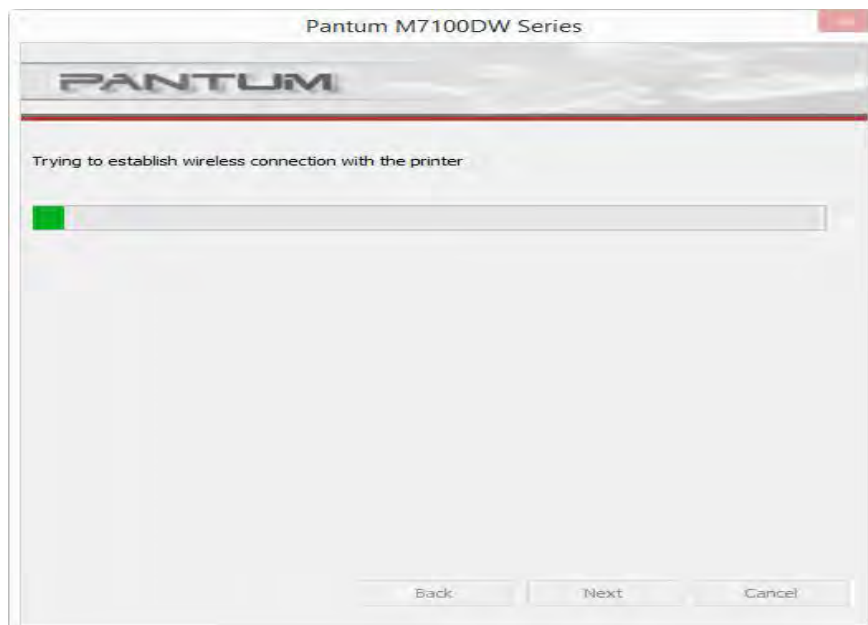 Pantum M7100DW Series
PANTUM
Trying to establish wireless connection with the printer
Back
Next
Cancel